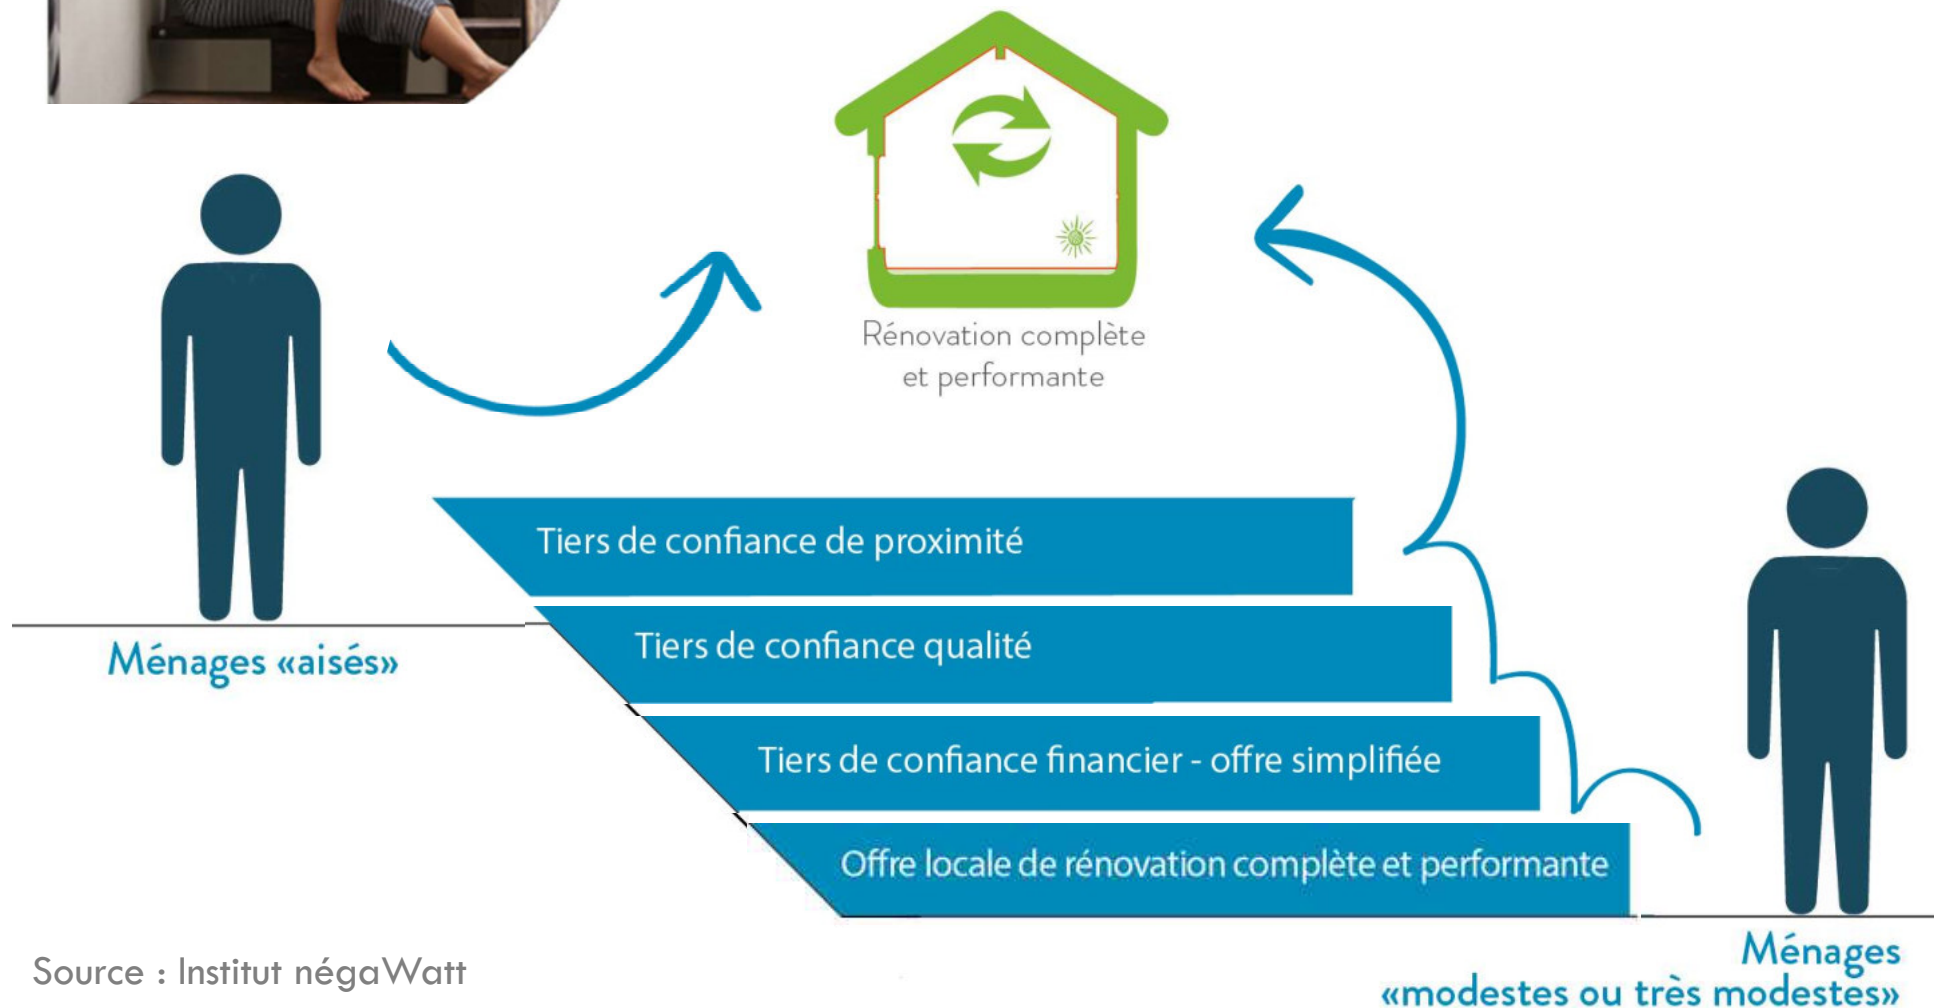 Rénovation complète
et performante
Tiers de confiance de proximité
Tiers de confiance qualité
Ménages «aisés»
Tiers de confiance financier - offre simplifiée
Offre locale de rénovation complète et performante
Ménages
«modestes ou très modestes»
Source : Institut négaWatt